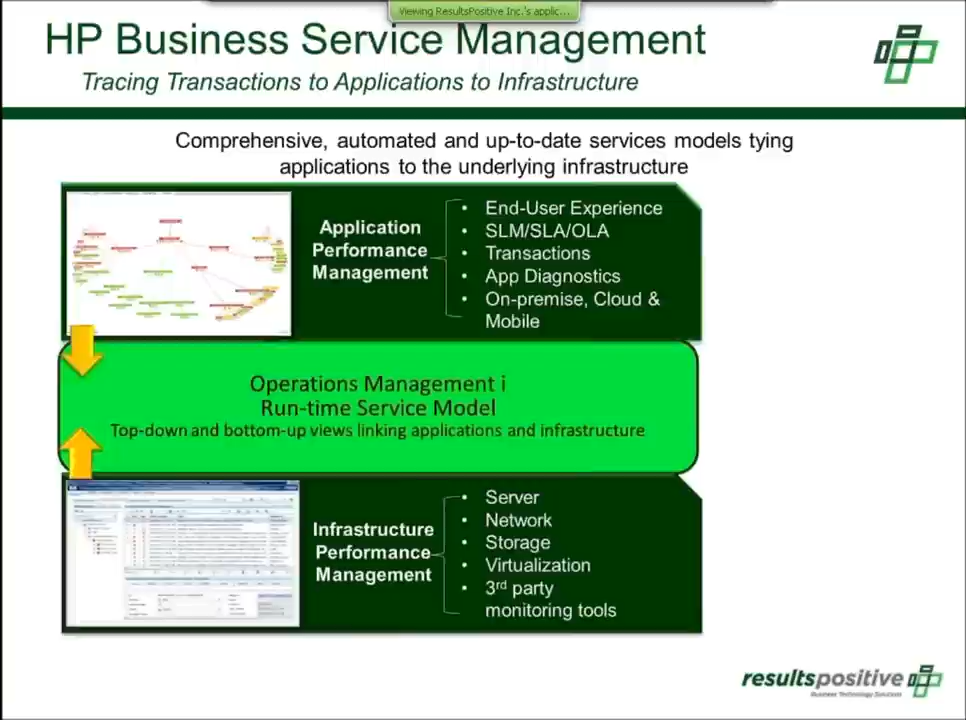 Viewing ResultsPositive Inc.'s applic...
HP Business Service Management
Tracing Transactions to Applications to Infrastructure
Comprehensive, automated and up-to-date services models tying
applications to the underlying infrastructure
Application
Performance
Management
• End-User Experience
• SLM/SLA/OLA
• Transactions
• App Diagnostics
• On-premise, Cloud &
Mobile
Operations Management i
Run-time Service Model
Top-down and bottom-up views linking applications and infrastructure
Infrastructure
Performance
Management
• Server
• Network
• Storage
• Virtualization
• 3rd party
monitoring tools
resultspositive
Business Technology Solutions